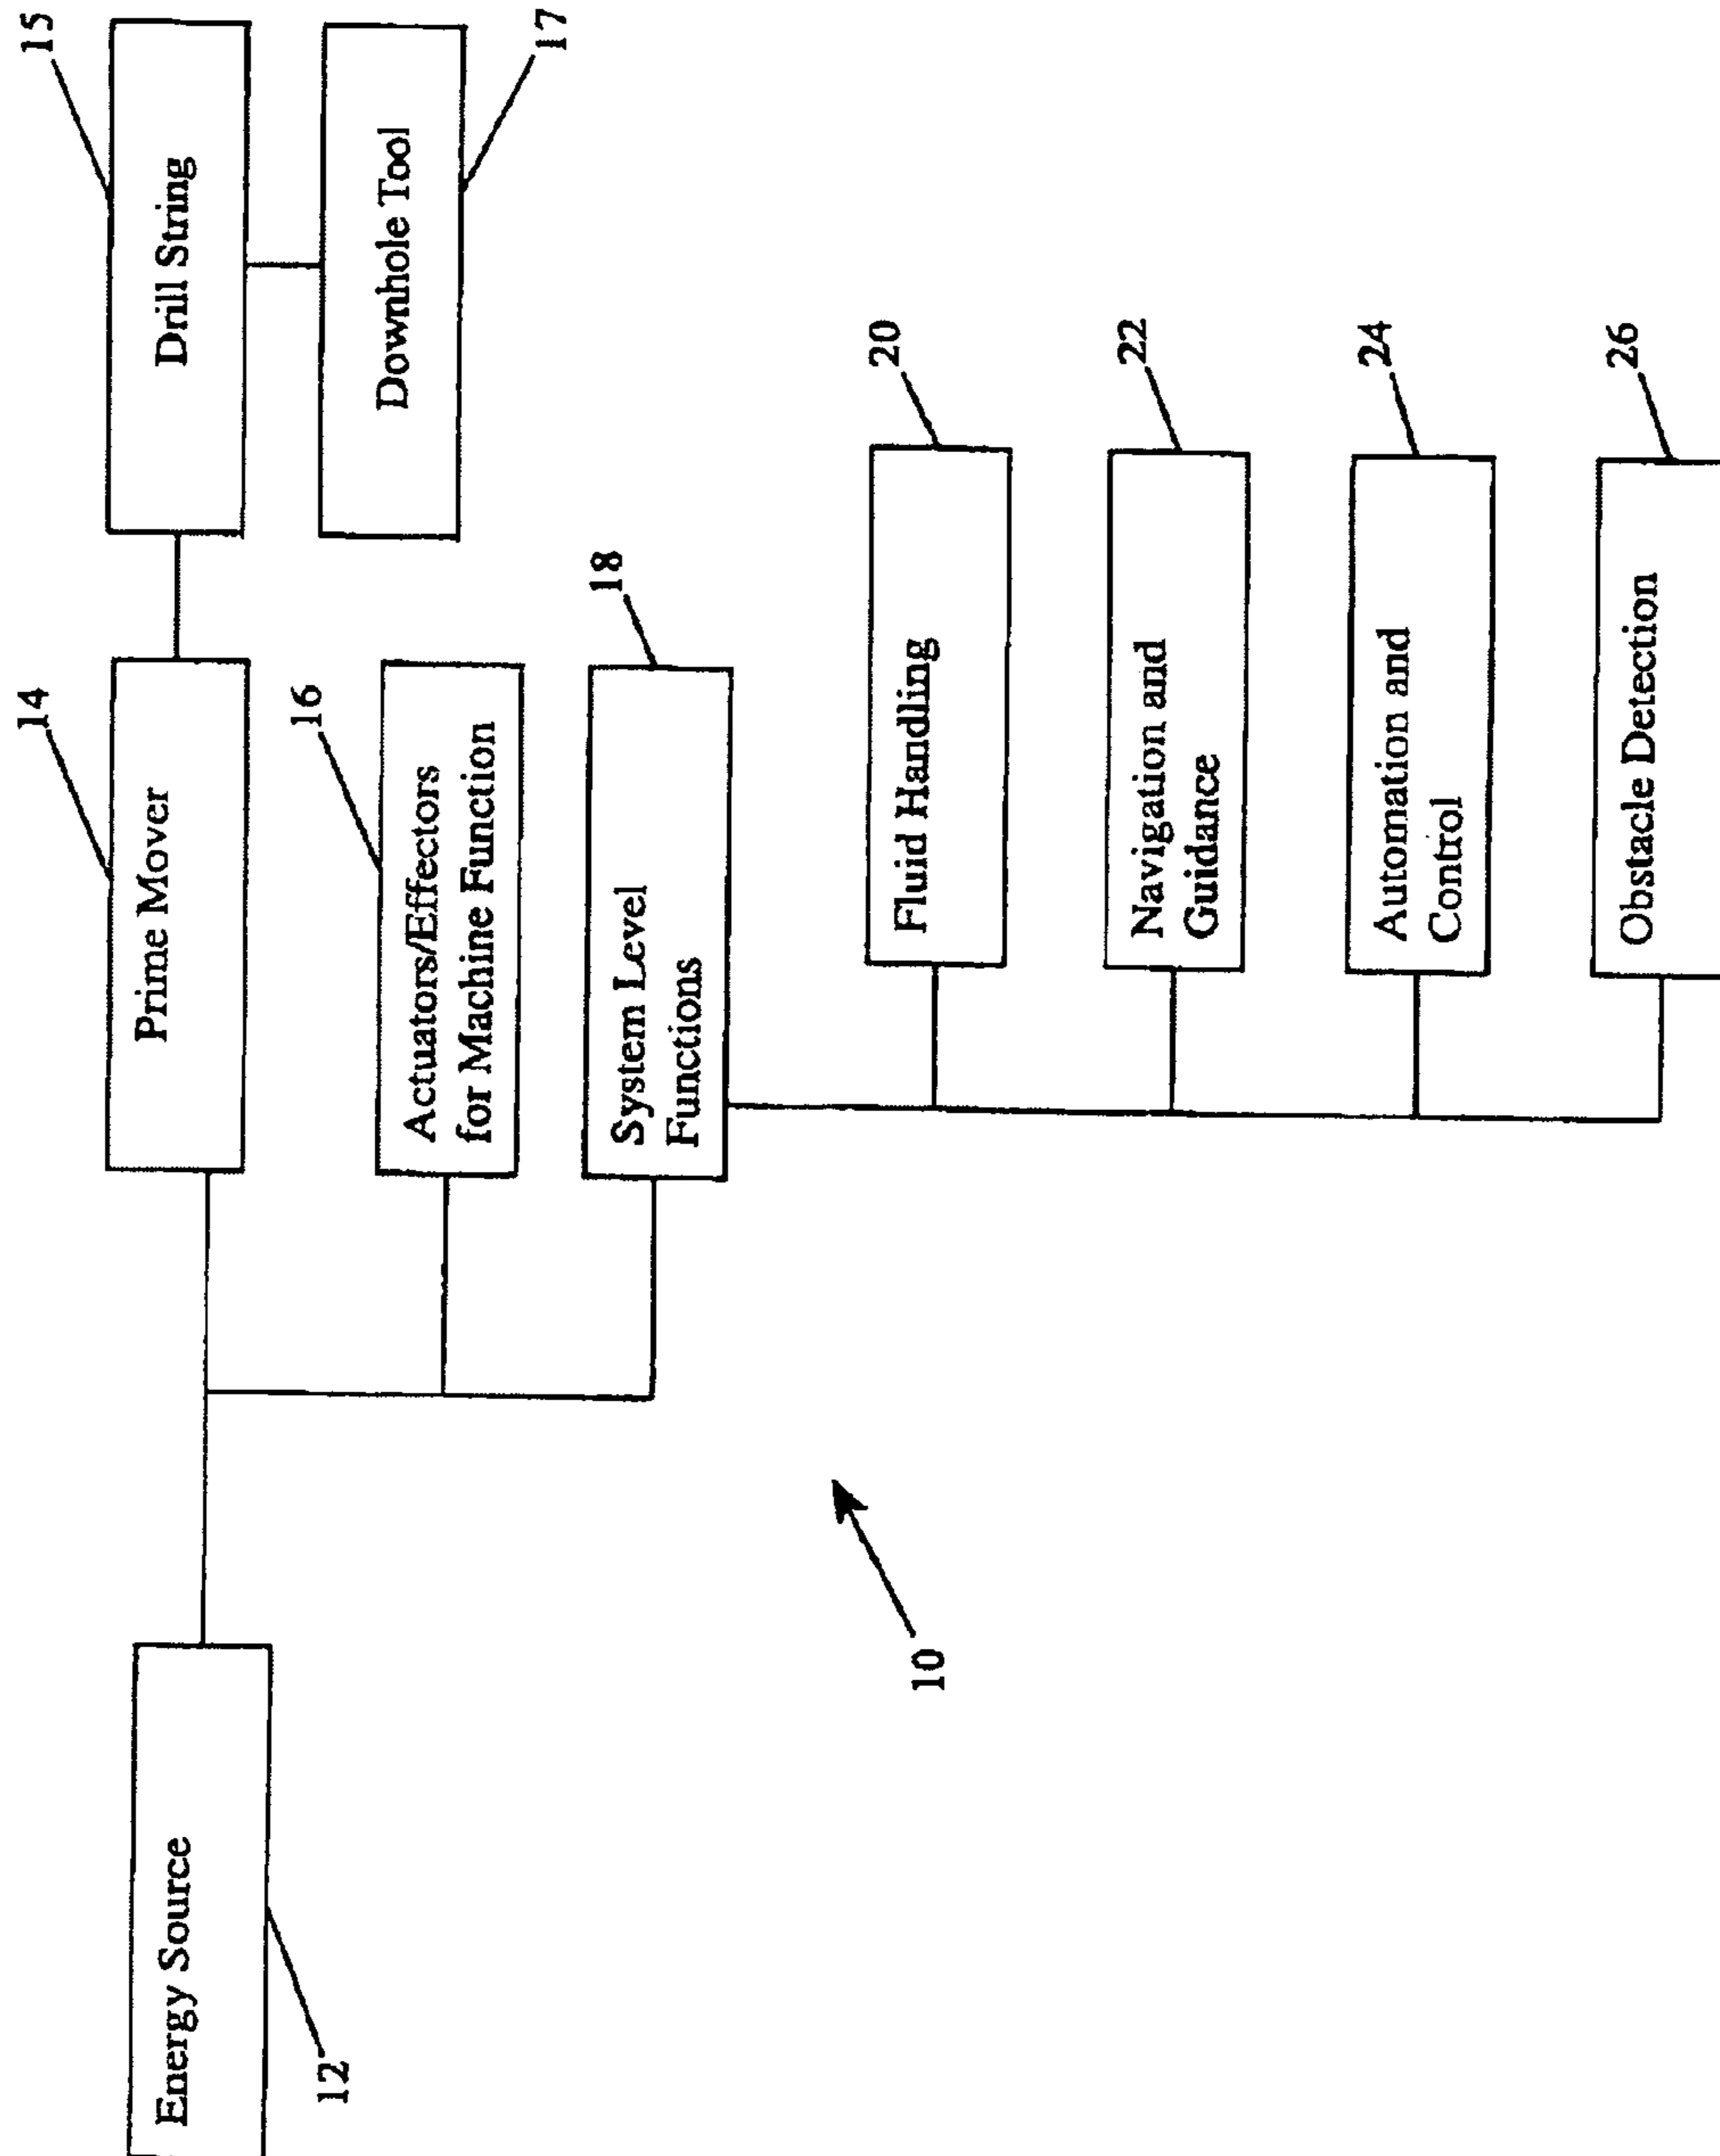 Energy Source
12
14
Prime Mover
15
Drill String
Downhole Tool
17
16
Actuators/Effectors
for Machine Function
18
System Level
Functions
20
Fluid Handling
22
Navigation and
Guidance
24
Automation and
Control
26
Obstacle Detection
10